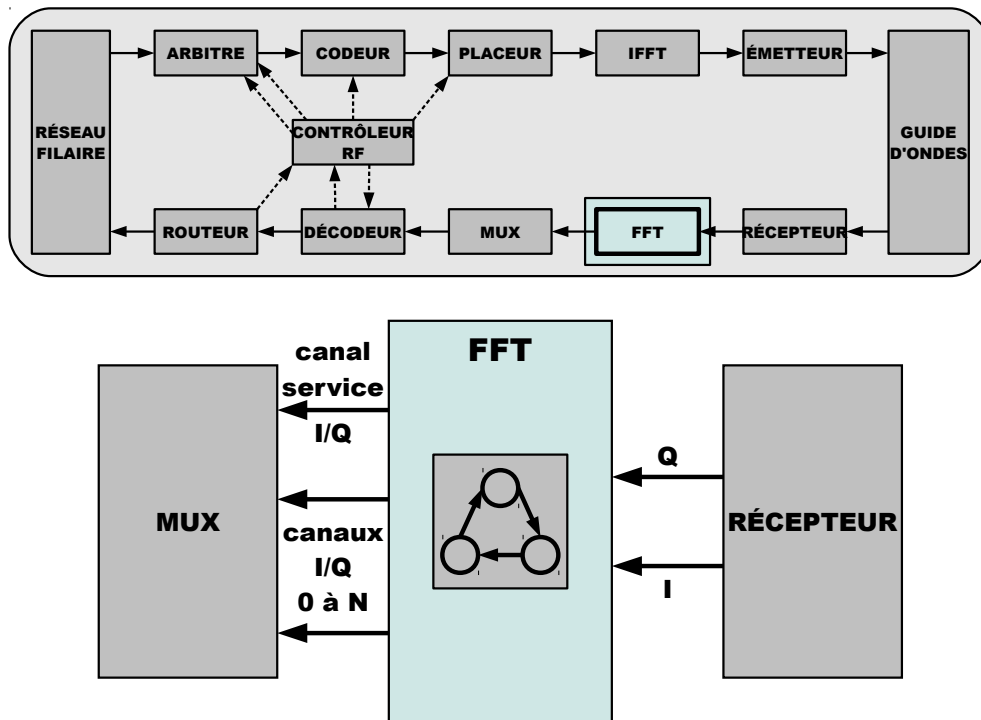 ARBITRE
CODEUR
PLACEUR
IFFT
ÉMETTEUR
RÉSEAU
FILAIRE
CONTRÔLEUR
RF
GUIDE
D'ONDES
ROUTEUR
DÉCODEUR
MUX
FFT
RÉCEPTEUR
FFT
canal
service
I/Q
MUX
canaux
I/Q
0 à N
Q
I
RÉCEPTEUR